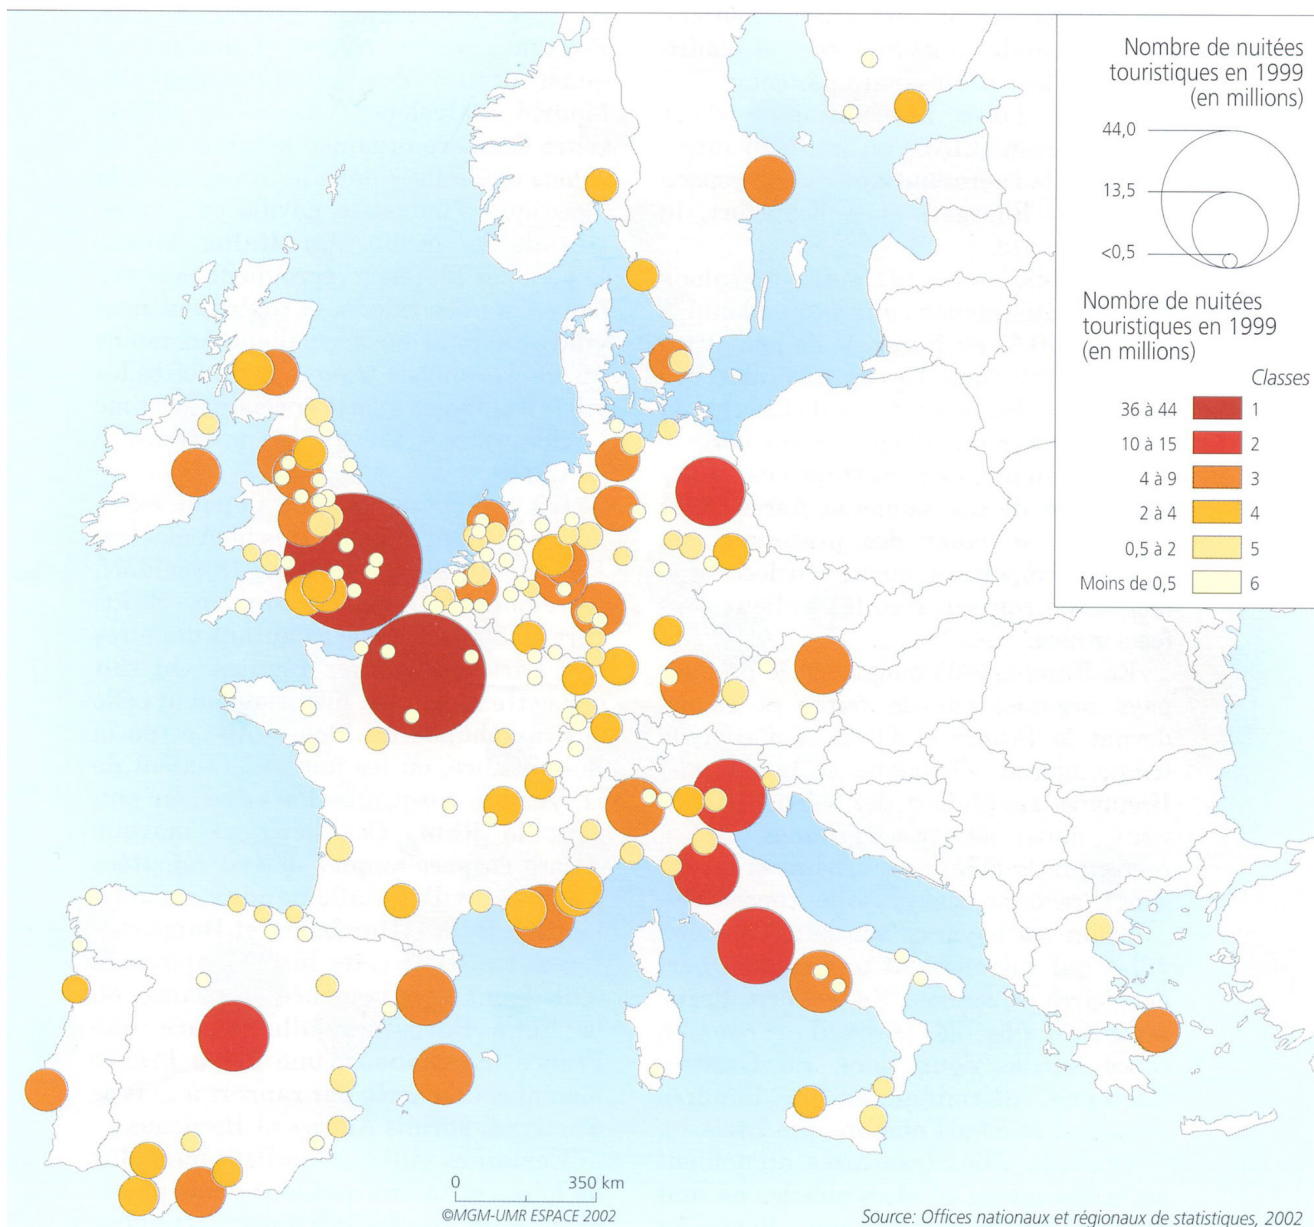 Nombre de nuitées
touristiques en 1999
(en millions)
44,0
13,5
<0,5
Nombre de nuitées
touristiques en 1999
(en millions)
Classes
36 à 44 1
10 à 15 2
4 à 9 3
2 à 4 4
0,5 à 2 5
Moins de 0,5 6
0 350 km
©MGM-UMR ESPACE 2002
Source: Offices nationaux et régionaux de statistiques, 2002